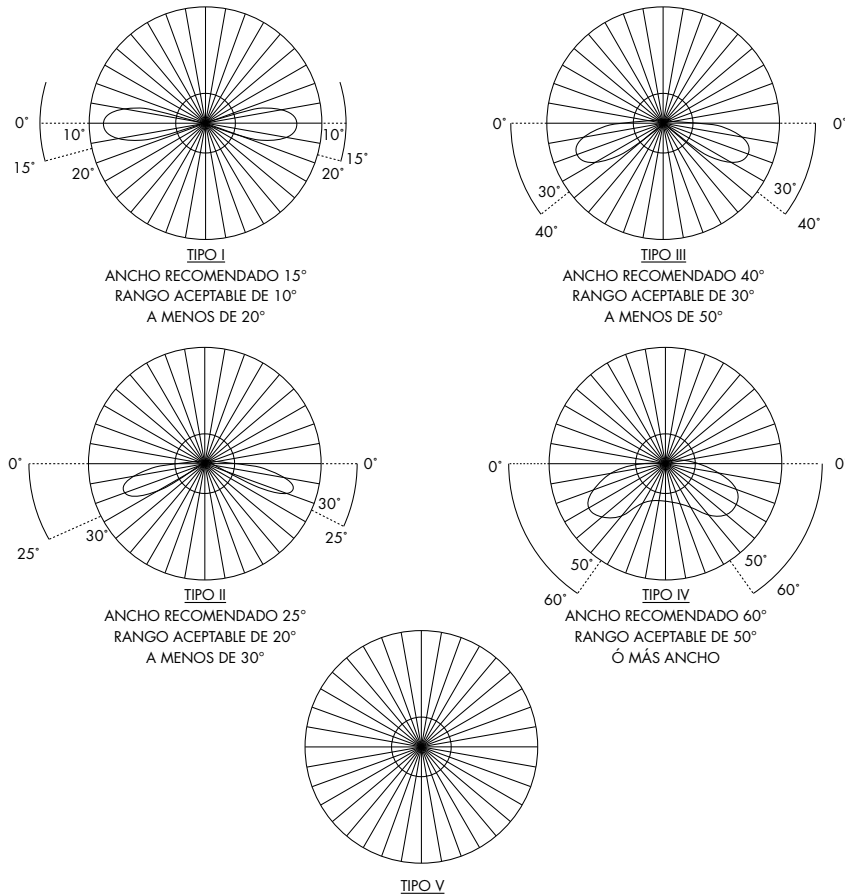 0° 10° 10°
15° 20° 20° 15°
TIPO I
ANCHO RECOMENDADO 15°
RANGO ACEPTABLE DE 10°
A MENOS DE 20°
0° 0°
30° 30°
40° 40°
TIPO III
ANCHO RECOMENDADO 40°
RANGO ACEPTABLE DE 30°
A MENOS DE 50°
0° 0°
30° 30°
25° 25°
TIPO II
ANCHO RECOMENDADO 25°
RANGO ACEPTABLE DE 20°
A MENOS DE 30°
0° 0
50° 50°
60° 60°
TIPO IV
ANCHO RECOMENDADO 60°
RANGO ACEPTABLE DE 50°
Ó MÁS ANCHO
TIPO V